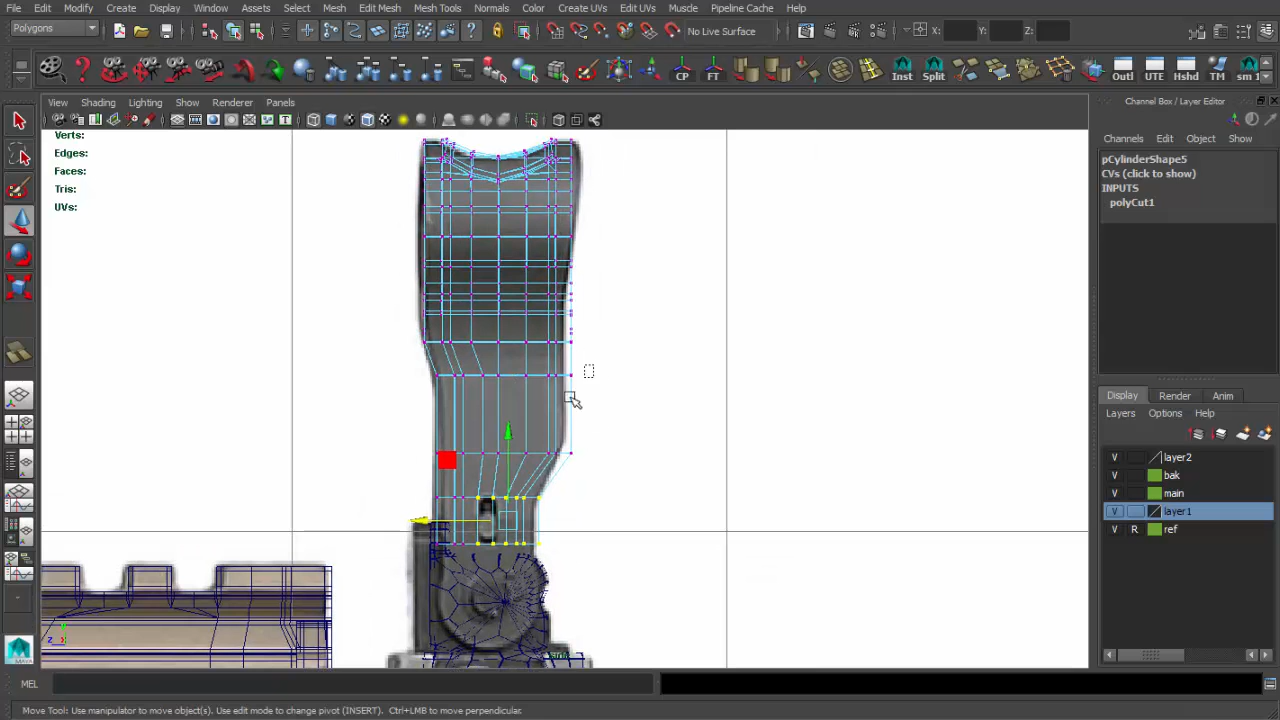 File Edit Modify Create Display Window Assets Select Mesh Edit Mesh Mesh Tools Normals Color Create UVs Edit UVs Muscle Pipeline Cache Help
Polygons No Live Surface X: Y: Z:
CP FT Inst Split Outl UTE Hshd TM sm 1
View Shading Lighting Show Renderer Panels
Channel Box / Layer Editor
Channels Edit Object Show
Verts:
Edges:
Faces:
Tris:
UVs:
pCylinderShape5
CVs (click to show)
INPUTS
polyCut1
Display Render Anim
Layers Options Help
V layer2
V bak
V main
V layer1
V R ref
z
MEL
Move Tool: Use manipulator to move object(s). Use edit mode to change pivot (INSERT). Ctrl+LMB to move perpendicular.